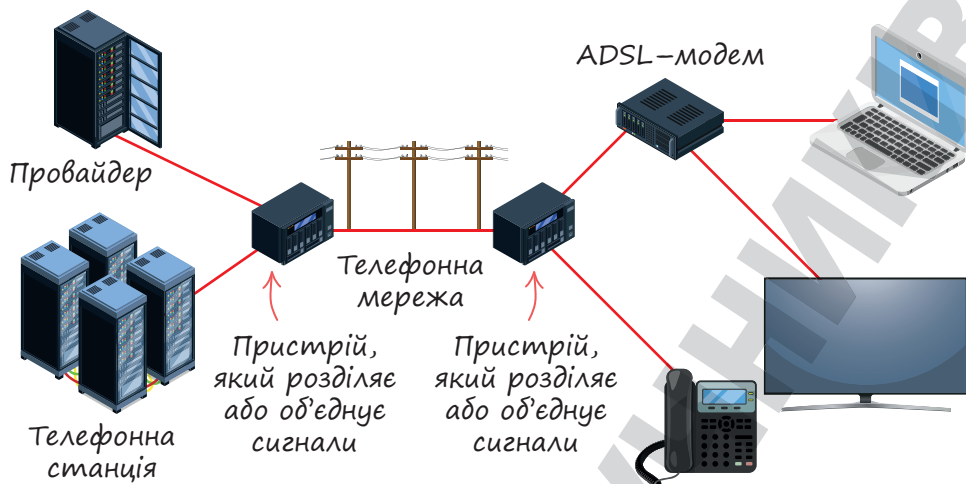 ADSL–модем
Провайдер
Телефонна
мережа
Пристрій,
який розділяє
або об’єднує
сигнали
Пристрій,
який розділяє
або об’єднує
сигнали
Телефонна
станція